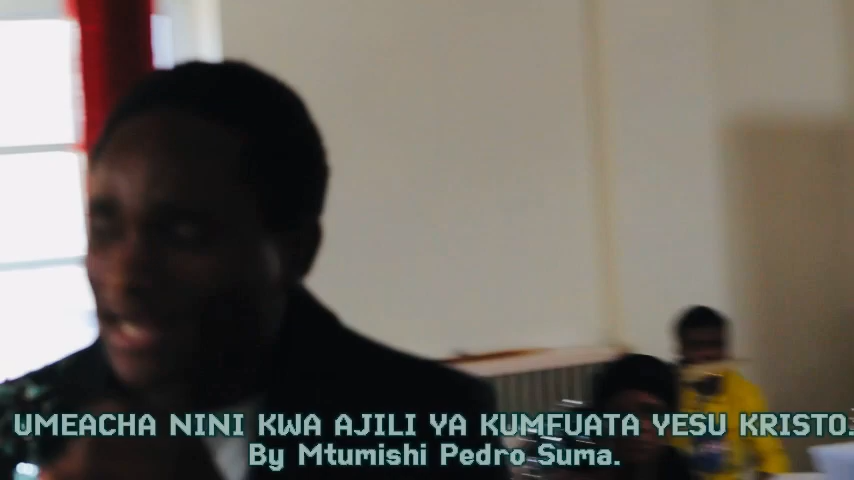 UMEACHA NINI KWA AJILI YA KUMFUATA YESU KRISTO.
By Mtumishi Pedro Suma.